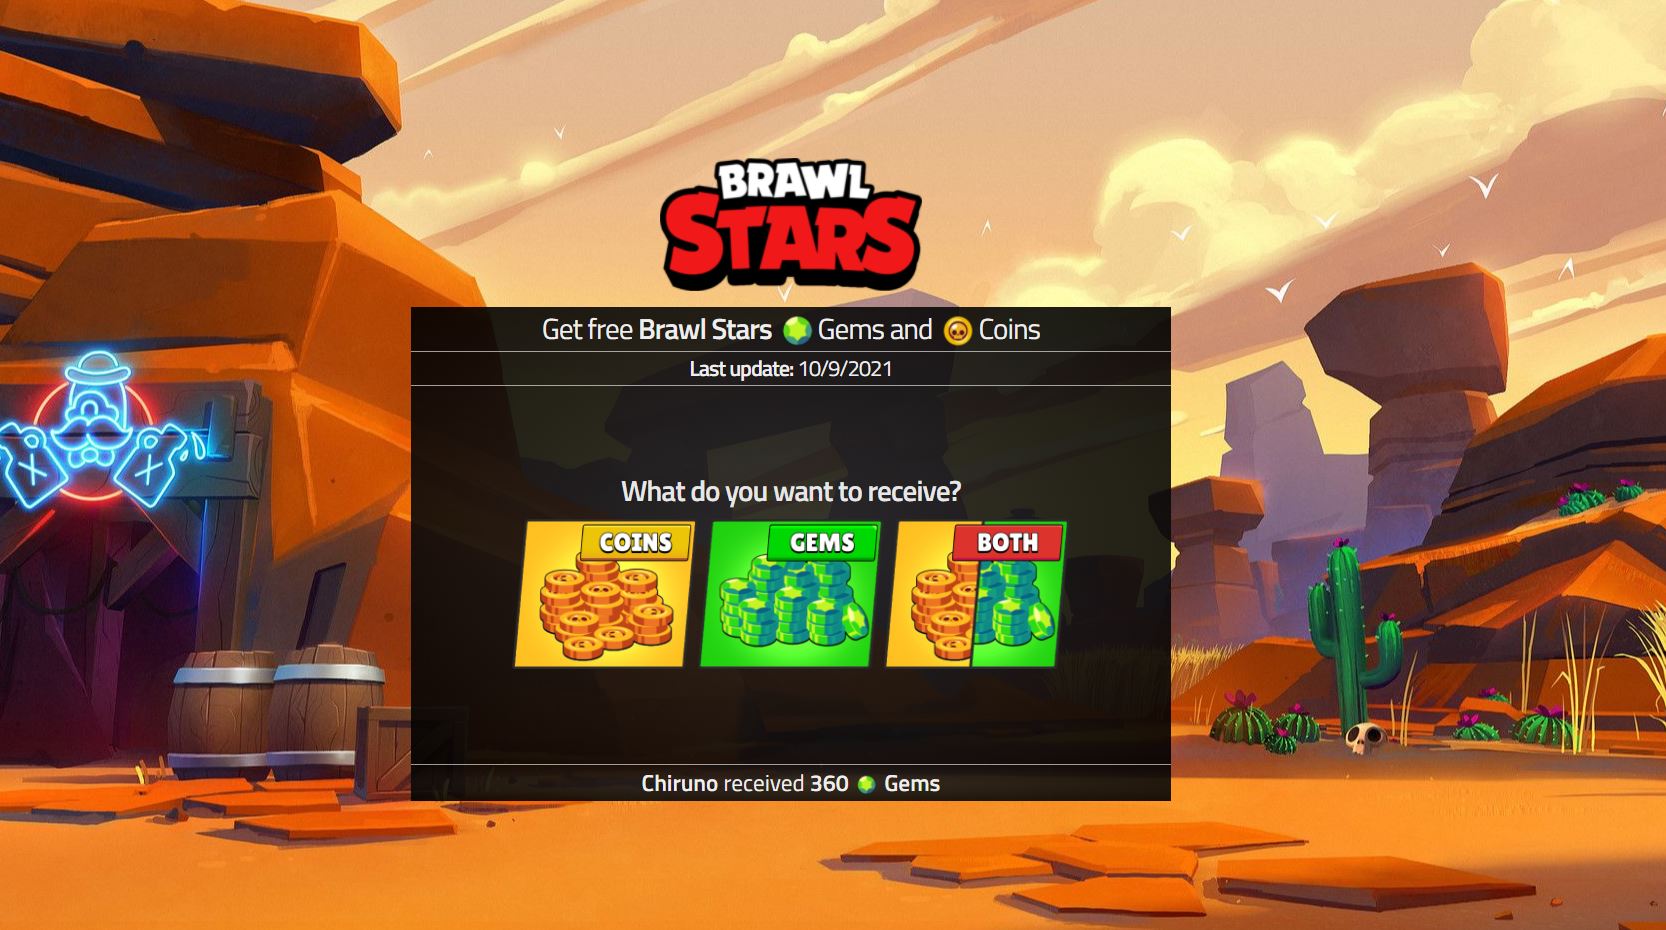 BRAWL
STARS
Get free Brawl Stars Gems and Coins
Last update: 10/9/2021
What do you want to receive?
COINS
GEMS
BOTH
Chiruno received 360 Gems